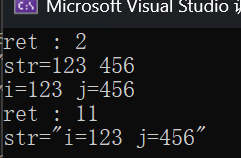 Microsoft Visual Studio
ret : 2
str=123 456
i=123 j=456
ret : 11
str="i=123 j=456"